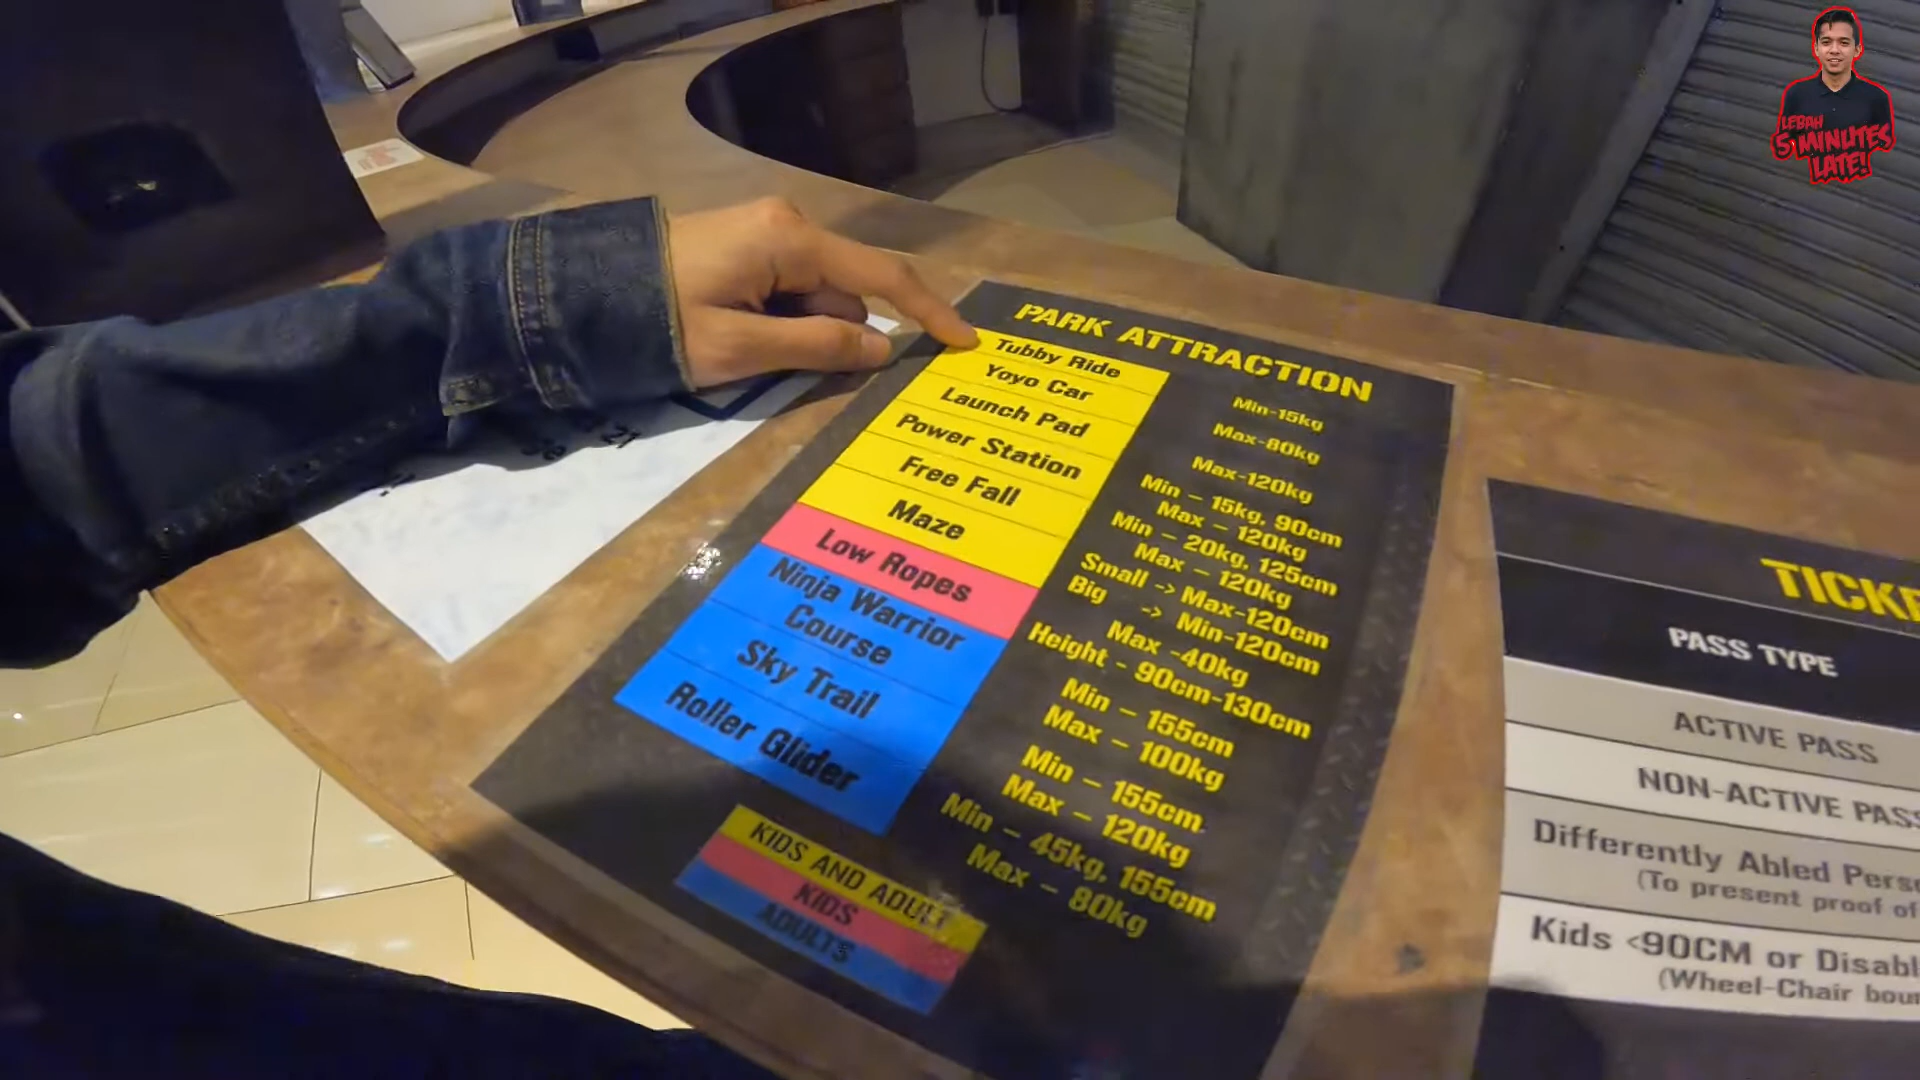 LEBAH
5 MINUTES
LATE!
PARK ATTRACTION
Tubby Ride
Min-15kg
Yoyo Car
Max-80kg
Launch Pad
Max-120kg
Power Station
Min - 15kg, 90cm
Max - 120kg
Free Fall
Min - 20kg, 125cm
Max - 120kg
Maze
Small -> Max-120cm
Big -> Min-120cm
Low Ropes
Max -40kg
Height - 90cm-130cm
Ninja Warrior
Course
Min - 155cm
Max - 100kg
Sky Trail
Min - 155cm
Max - 120kg
Roller Glider
Min - 45kg, 155cm
Max - 80kg
KIDS AND ADULT
KIDS
ADULTS
PASS TYPE
ACTIVE PASS
NON-ACTIVE PASS
Differently Abled
(To present proof of
Kids <90CM or
(Wheel-Chair